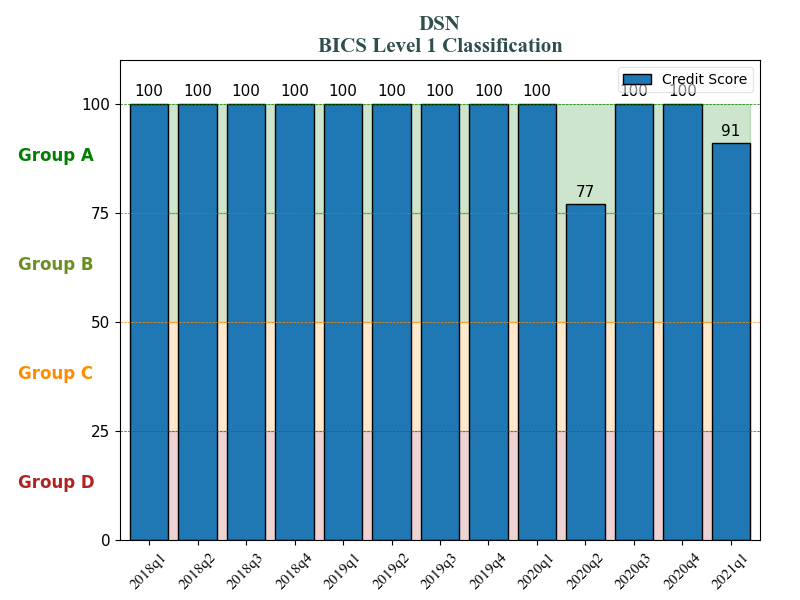 DSN
BICS Level 1 Classification
Credit Score
100 100 100 100 100 100 100 100 100 77 100 100 91
100
Group A
75
Group B
50
Group C
25
Group D
0
2018q1 2018q2 2018q3 2018q4 2019q1 2019q2 2019q3 2019q4 2020q1 2020q2 2020q3 2020q4 2021q1